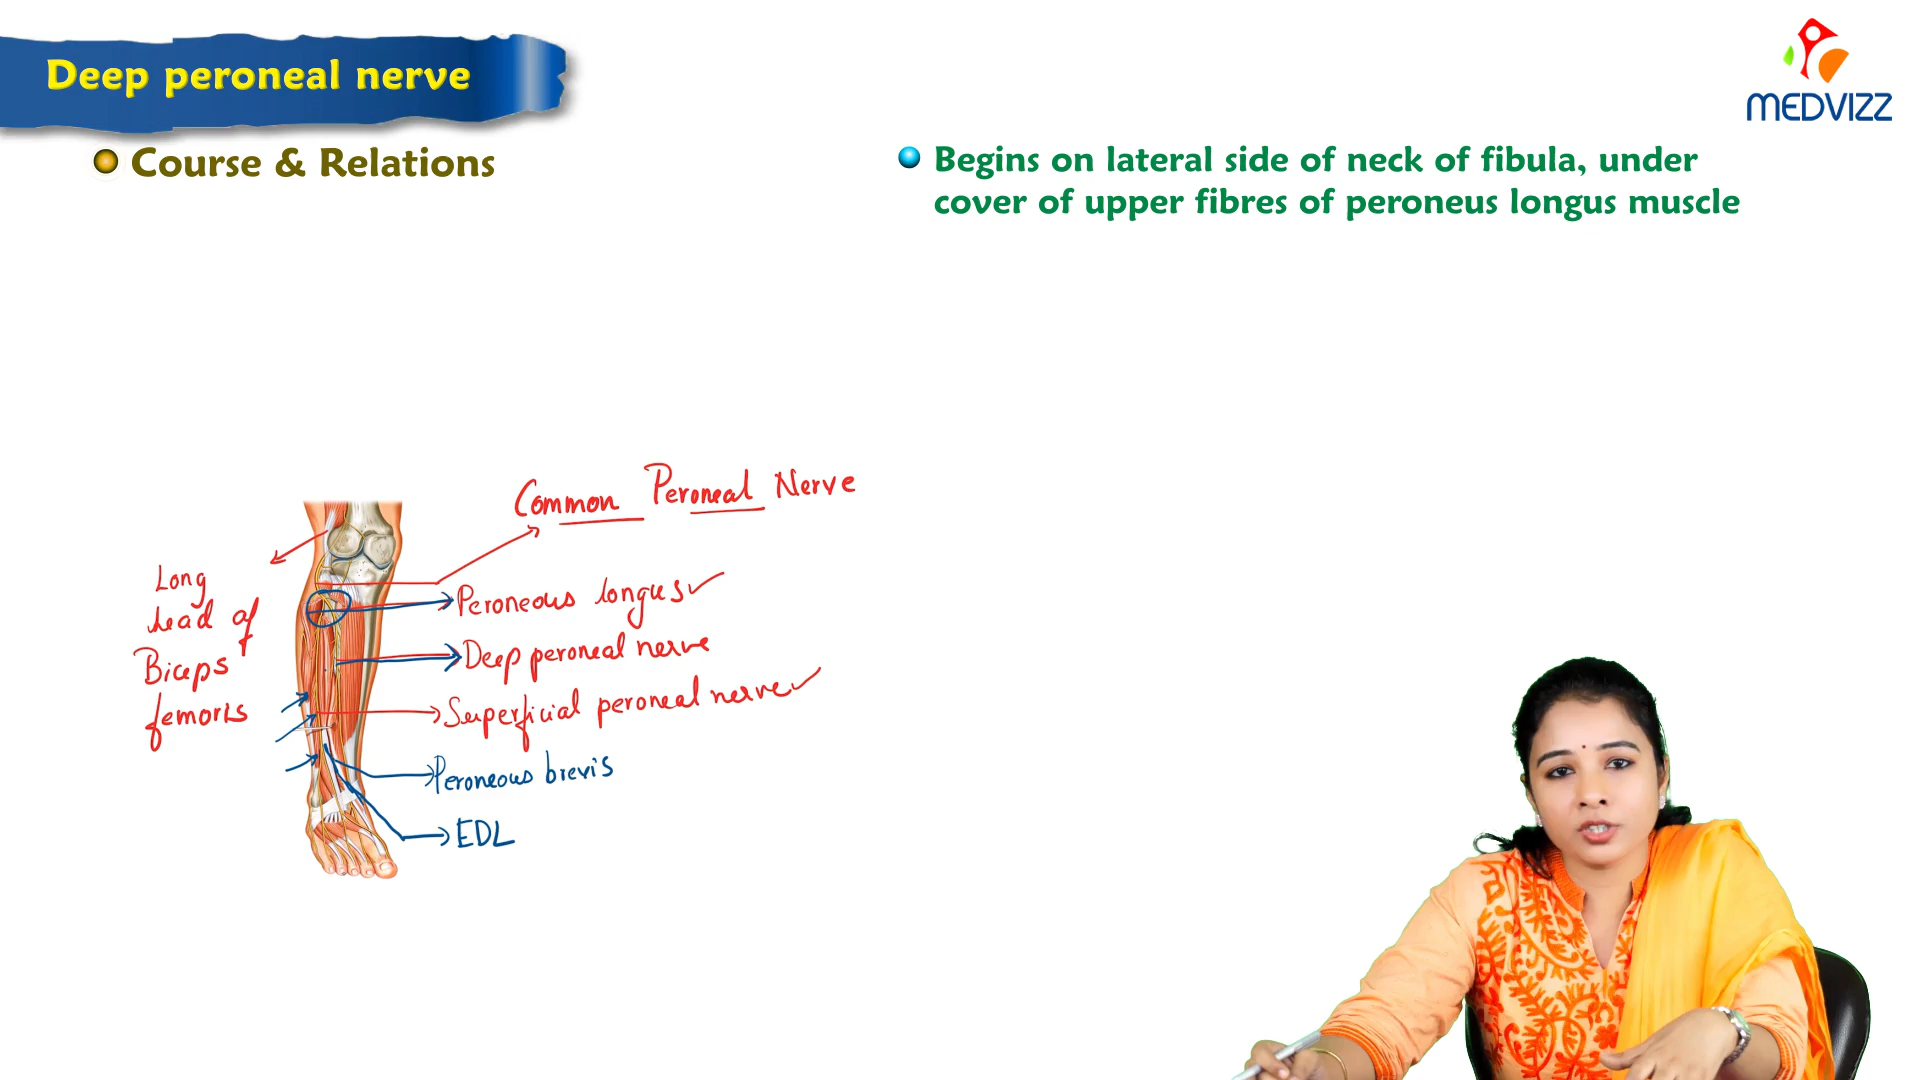 Deep peroneal nerve
MEDVIZZ
Course & Relations
Begins on lateral side of neck of fibula, under
cover of upper fibres of peroneus longus muscle
Common Peroneal Nerve
Long
head of
Biceps
femoris
Peroneous longus
Deep peroneal nerve
Superficial peroneal nerve
Peroneous brevis
EDL